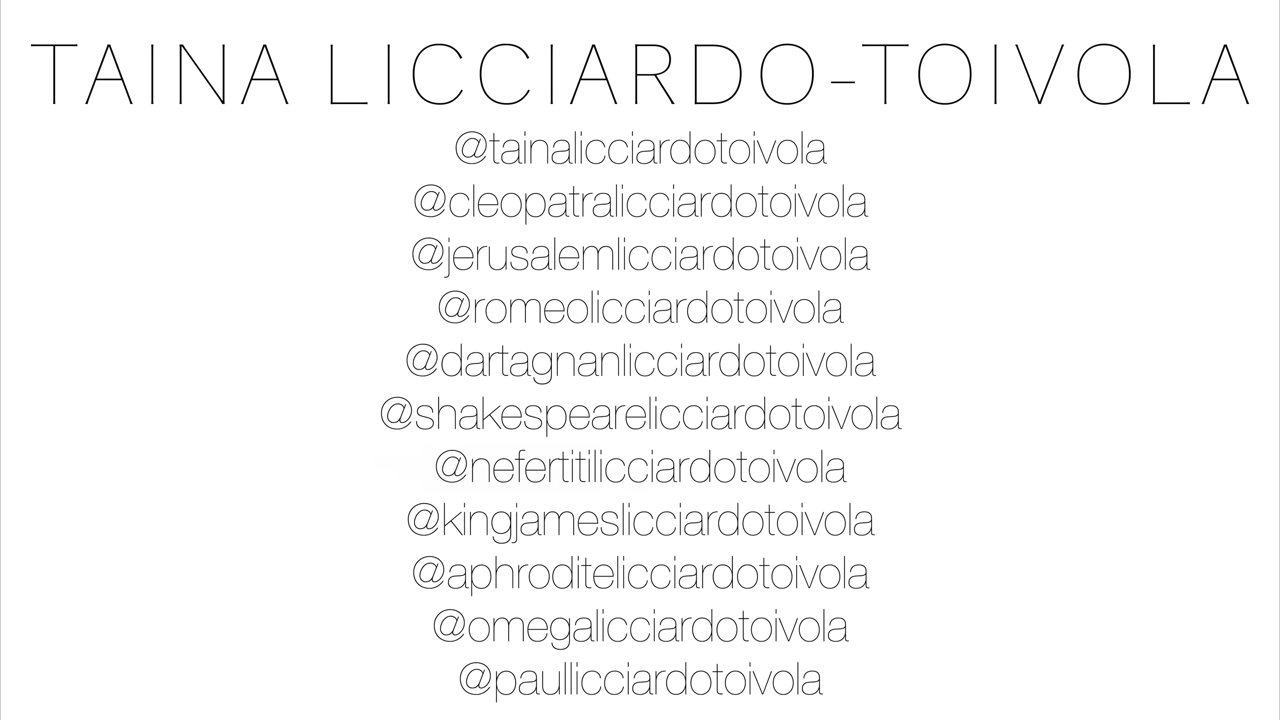 TAINA LICCIARDO-TOIVOLA
@tainalicciardotoivola
@cleopatralicciardotoivola
@jerusalemlicciardotoivola
@romeolicciardotoivola
@dartagnanlicciardotoivola
@shakespearelicciardotoivola
@nefertitilicciardotoivola
@kingjameslicciardotoivola
@aphroditelicciardotoivola
@omegalicciardotoivola
@paullicciardotoivola